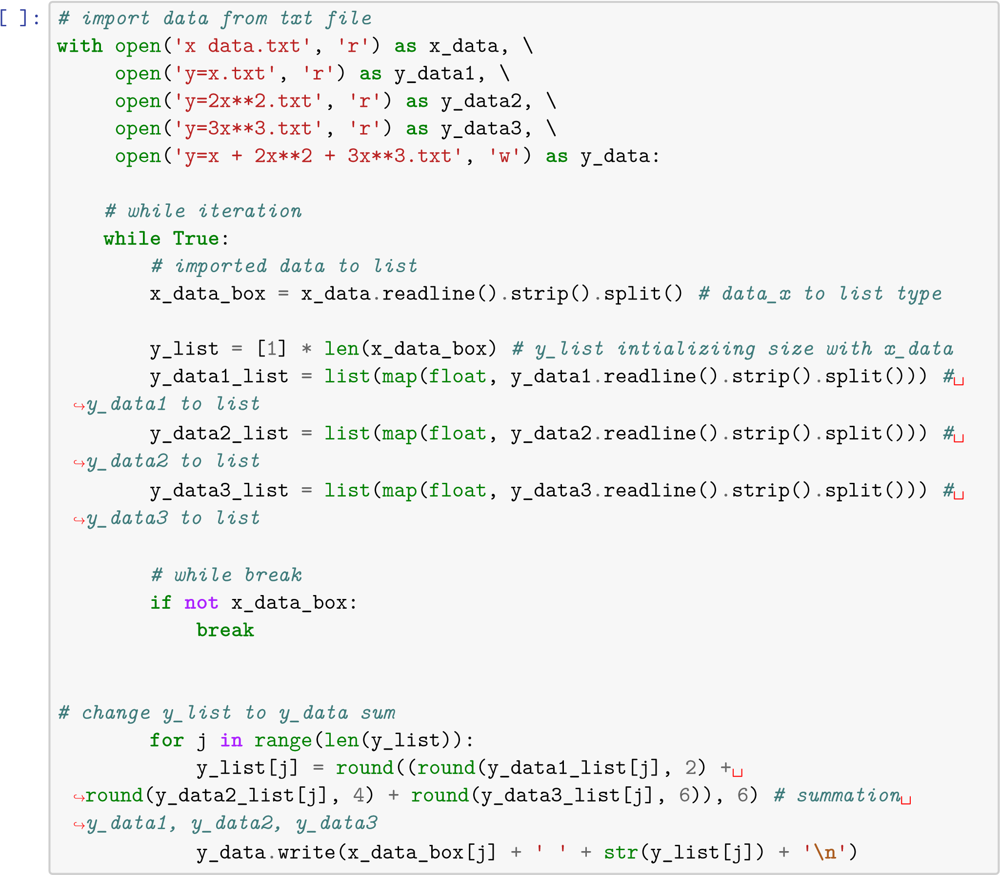 [ ]: # import data from txt file
with open('x data.txt', 'r') as x_data, \
     open('y=x.txt', 'r') as y_data1, \
     open('y=2x**2.txt', 'r') as y_data2, \
     open('y=3x**3.txt', 'r') as y_data3, \
     open('y=x + 2x**2 + 3x**3.txt', 'w') as y_data:

    # while iteration
    while True:
        # imported data to list
        x_data_box = x_data.readline().strip().split() # data_x to list type

        y_list = [1] * len(x_data_box) # y_list intializiing size with x_data
        y_data1_list = list(map(float, y_data1.readline().strip().split())) #␣
 ↪y_data1 to list
        y_data2_list = list(map(float, y_data2.readline().strip().split())) #␣
 ↪y_data2 to list
        y_data3_list = list(map(float, y_data3.readline().strip().split())) #␣
 ↪y_data3 to list

        # while break
        if not x_data_box:
            break


# change y_list to y_data sum
        for j in range(len(y_list)):
            y_list[j] = round((round(y_data1_list[j], 2) +␣
 ↪round(y_data2_list[j], 4) + round(y_data3_list[j], 6)), 6) # summation␣
 ↪y_data1, y_data2, y_data3
            y_data.write(x_data_box[j] + ' ' + str(y_list[j]) + '\n')